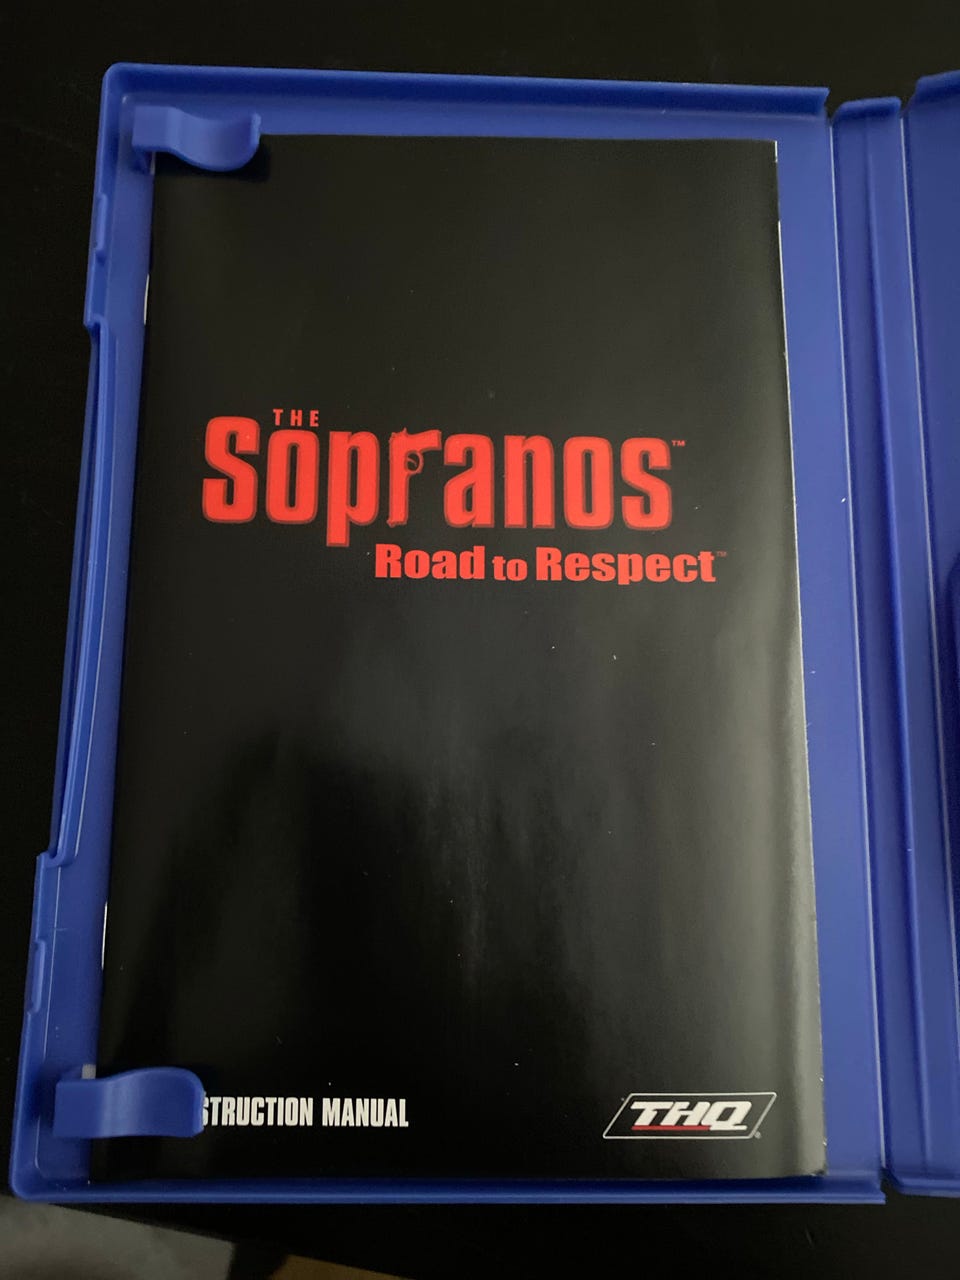 THE
Sopranos™
Road to Respect™
STRUCTION MANUAL
THQ®